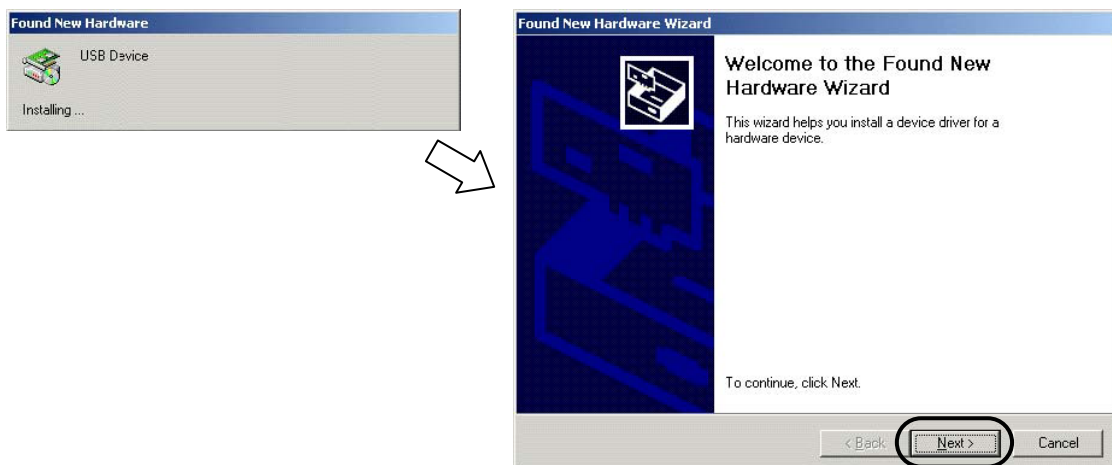 Found New Hardware
USB Device
Installing ...
Found New Hardware Wizard
Welcome to the Found New
Hardware Wizard
This wizard helps you install a device driver for a
hardware device.
To continue, click Next.
< Back
Next >
Cancel